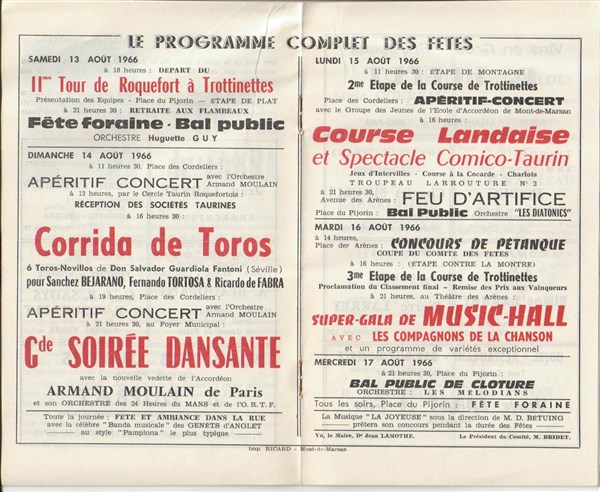 LE PROGRAMME COMPLET DES FETES
SAMEDI 13 AOÛT 1966
à 16 heures : DEPART DU
IIme Tour de Roquefort à Trottinettes
Présentation des Equipes - Place du Pijorin - ETAPE DE PLAT
à 21 heures 30 : RETRAITE AUX FLAMBEAUX
Fête foraine - Bal public
ORCHESTRE Huguette GUY
DIMANCHE 14 AOÛT 1966
à 11 heures 30, Place des Cordeliers :
APÉRITIF CONCERT avec l'Orchestre Armand MOULAIN
à 12 heures, par le Cercle Taurin Roquefortois :
RÉCEPTION DES SOCIÉTÉS TAURINES
à 16 heures 30 :
Corrida de Toros
6 Toros-Novillos de Don Salvador Guardiola Fantoni (Séville)
pour Sanchez BEJARANO, Fernando TORTOSA & Ricardo de FABRA
à 19 heures, Place des Cordeliers :
APÉRITIF CONCERT avec l'Orchestre Armand MOULAIN
à 21 heures 30, au Foyer Municipal :
Gde SOIRÉE DANSANTE
avec la nouvelle vedette de l'Accordéon
ARMAND MOULAIN de Paris
et son ORCHESTRE des 24 Heures du MANS et de l'O.R.T.F.
Toute la journée : FETE ET AMBIANCE DANS LA RUE
avec la célèbre "Banda musicale" des GENETS d'ANGLET
au style "Pamplona" le plus typique
LUNDI 15 AOUT 1966
à 11 heures 30 : ETAPE DE MONTAGNE
2me Etape de la Course de Trottinettes
Place des Cordeliers : APÉRITIF-CONCERT
avec le Groupe des Jeunes de l'Ecole d'Accordéon de Mont-de-Marsan
à 16 heures :
Course Landaise
et Spectacle Comico-Taurin
Jeux d'Intervilles - Course à la Cocarde - Charlots
TROUPEAU LARROUTURE N° 2
à 21 heures 30, Avenue des Arènes : FEU D'ARTIFICE
Place du Pijorin : Bal Public Orchestre "LES DIATONICS"
MARDI 16 AOUT 1966
à 14 heures, Place des Arènes : CONCOURS DE PETANQUE
COUPE DU COMITE DES FETES
à 16 heures : (ETAPE CONTRE LA MONTRE)
3me Etape de la Course de Trottinettes
Proclamation du Classement final - Remise des Prix aux Vainqueurs
à 21 heures, au Théâtre des Arènes :
SUPER-GALA DE MUSIC-HALL
AVEC LES COMPAGNONS DE LA CHANSON
et un programme de variétés exceptionnel
MERCREDI 17 AOUT 1966
à 21 heures 30, Place du Pijorin :
BAL PUBLIC DE CLOTURE
ORCHESTRE : LES MELODIANS
Tous les soirs, Place du Pijorin : FÊTE FORAINE
La Musique "LA JOYEUSE" sous la direction de M. DETUING
prêtera son concours pendant la durée des Fêtes
Vu, le Maire, Dr Jean LAMOTHE. Le Président du Comité, M. BRIDET.
Imp. RICARD - Mont-de-Marsan